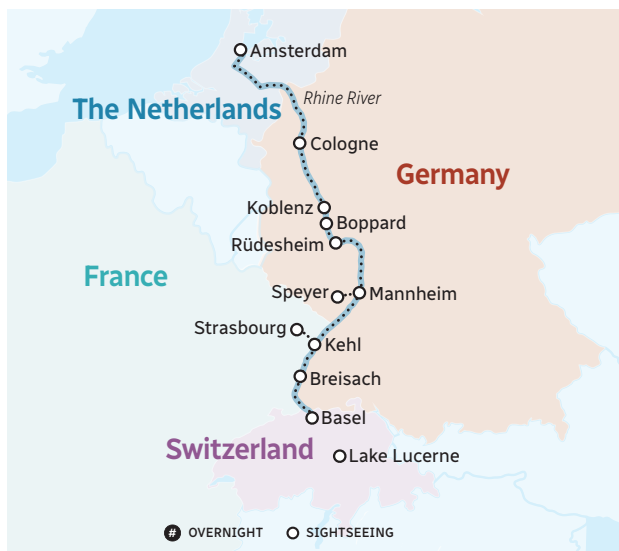 Amsterdam
Rhine River
The Netherlands
Cologne
Germany
Koblenz
Boppard
Rüdesheim
France
Speyer
Mannheim
Strasbourg
Kehl
Breisach
Basel
Switzerland
Lake Lucerne
# OVERNIGHT
SIGHTSEEING